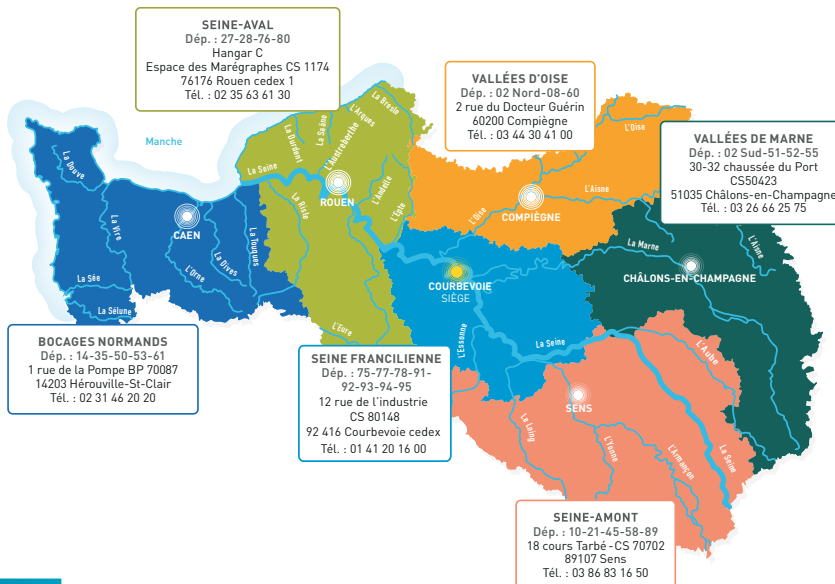 SEINE-AVAL
Dép. : 27-28-76-80
Hangar C
Espace des Marégraphes CS 1174
76176 Rouen cedex 1
Tél. : 02 35 63 61 30
VALLÉES D'OISE
Dép. : 02 Nord-08-60
2 rue du Docteur Guérin
60200 Compiègne
Tél. : 03 44 30 41 00
VALLÉES DE MARNE
Dép. : 02 Sud-51-52-55
30-32 chaussée du Port
CS50423
51035 Châlons-en-Champagne
Tél. : 03 26 66 25 75
Manche
La Douve
La Vire
La Sée
La Sélune
CAEN
L'Orne
La Dives
La Touques
La Seine
La Durdent
La Saâne
L'Austreberthe
L'Arques
La Bresle
ROUEN
La Risle
L'Andelle
L'Epte
L'Eure
L'Oise
L'Aisne
L'Oise
COMPIÈGNE
COURBEVOIE
SIÈGE
La Marne
L'Aisne
CHÂLONS-EN-CHAMPAGNE
L'Essonne
La Seine
L'Aube
SENS
Le Loing
L'Yonne
L'Armançon
La Seine
BOCAGES NORMANDS
Dép. : 14-35-50-53-61
1 rue de la Pompe BP 70087
14203 Hérouville-St-Clair
Tél. : 02 31 46 20 20
SEINE FRANCILIENNE
Dép. : 75-77-78-91-
92-93-94-95
12 rue de l'industrie
CS 80148
92 416 Courbevoie cedex
Tél. : 01 41 20 16 00
SEINE-AMONT
Dép. : 10-21-45-58-89
18 cours Tarbé - CS 70702
89107 Sens
Tél. : 03 86 83 16 50